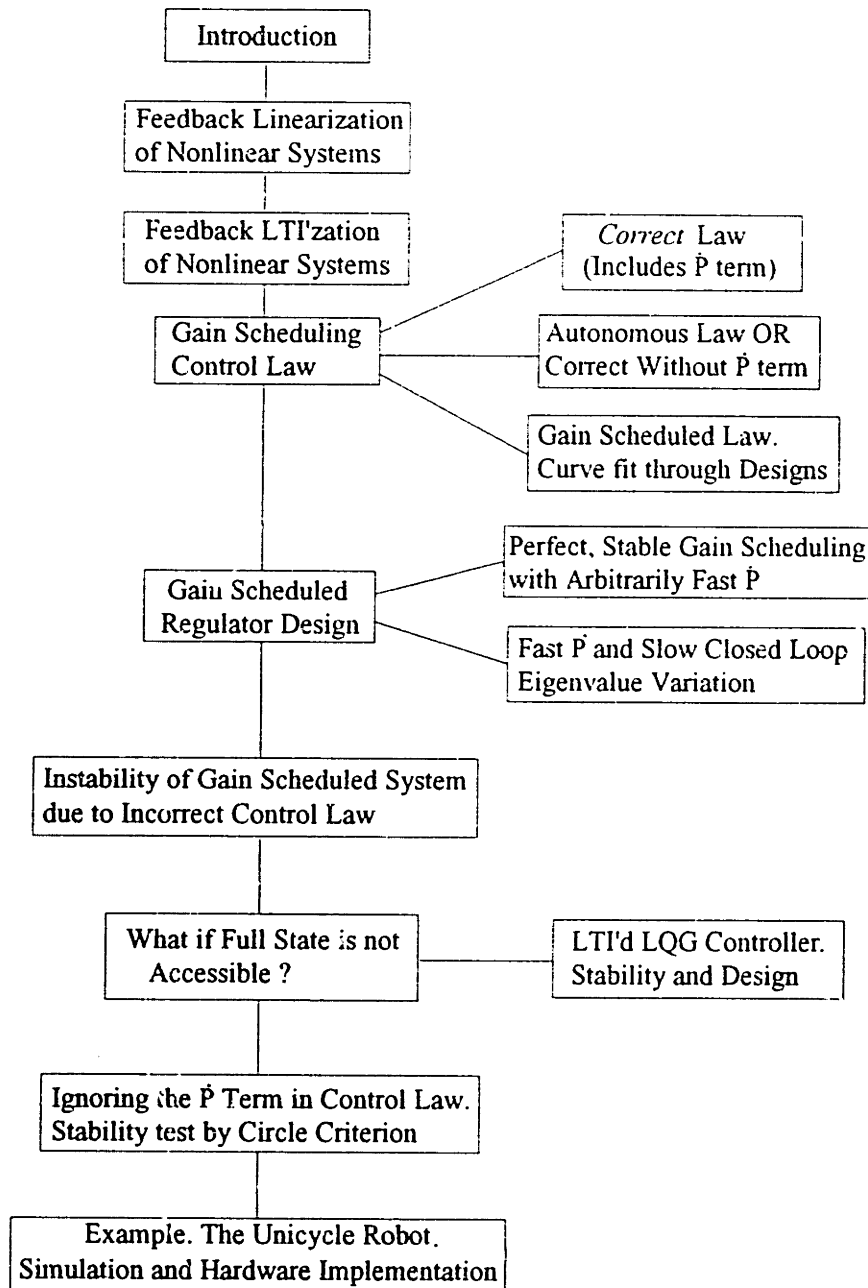 Introduction
Feedback Linearization
of Nonlinear Systems
Feedback LTI'zation
of Nonlinear Systems
Correct Law
(Includes Ṗ term)
Gain Scheduling
Control Law
Autonomous Law OR
Correct Without Ṗ term
Gain Scheduled Law.
Curve fit through Designs
Perfect, Stable Gain Scheduling
with Arbitrarily Fast Ṗ
Gain Scheduled
Regulator Design
Fast Ṗ and Slow Closed Loop
Eigenvalue Variation
Instability of Gain Scheduled System
due to Incorrect Control Law
What if Full State is not
Accessible ?
LTI'd LQG Controller.
Stability and Design
Ignoring the Ṗ Term in Control Law.
Stability test by Circle Criterion
Example. The Unicycle Robot.
Simulation and Hardware Implementation